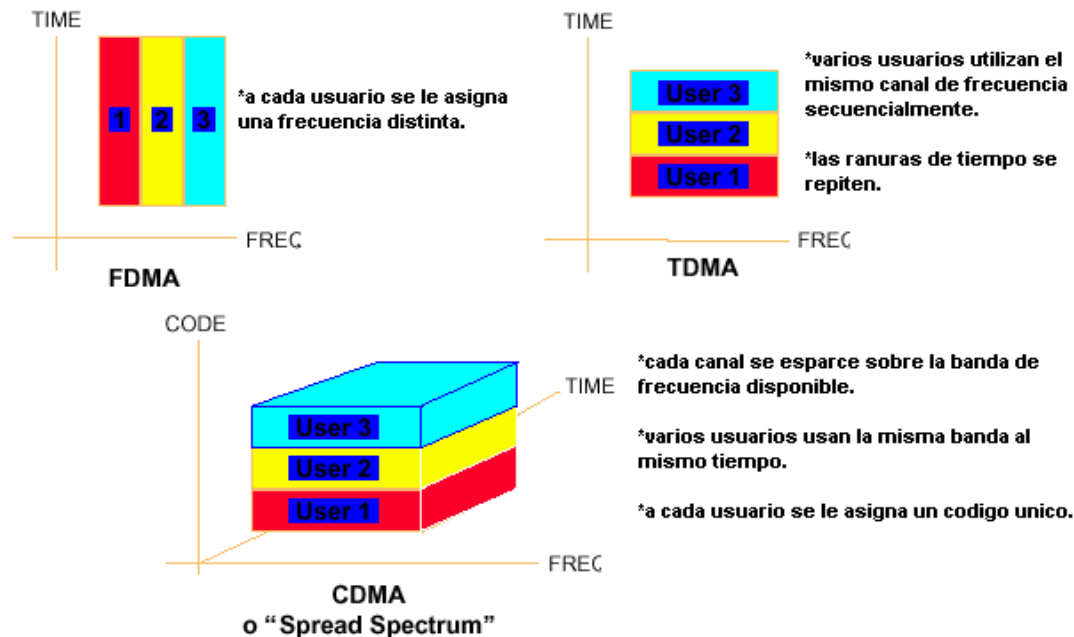 TIME
1 2 3
*a cada usuario se le asigna
una frecuencia distinta.
FREQ
FDMA
TIME
User 3
User 2
User 1
*varios usuarios utilizan el
mismo canal de frecuencia
secuencialmente.
*las ranuras de tiempo se
repiten.
FREQ
TDMA
CODE
TIME
User 3
User 2
User 1
FREQ
CDMA
o “Spread Spectrum”
*cada canal se esparce sobre la banda de
frecuencia disponible.
*varios usuarios usan la misma banda al
mismo tiempo.
*a cada usuario se le asigna un codigo unico.